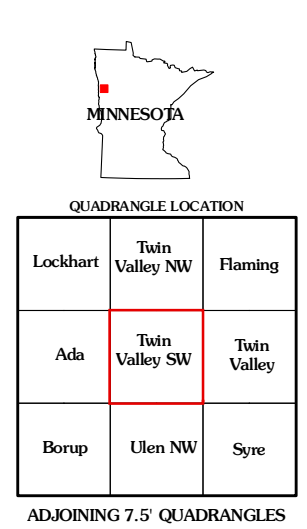 MINNESOTA
QUADRANGLE LOCATION
Lockhart
Twin
Valley NW
Flaming
Ada
Twin
Valley SW
Twin
Valley
Borup
Ulen NW
Syre
ADJOINING 7.5' QUADRANGLES